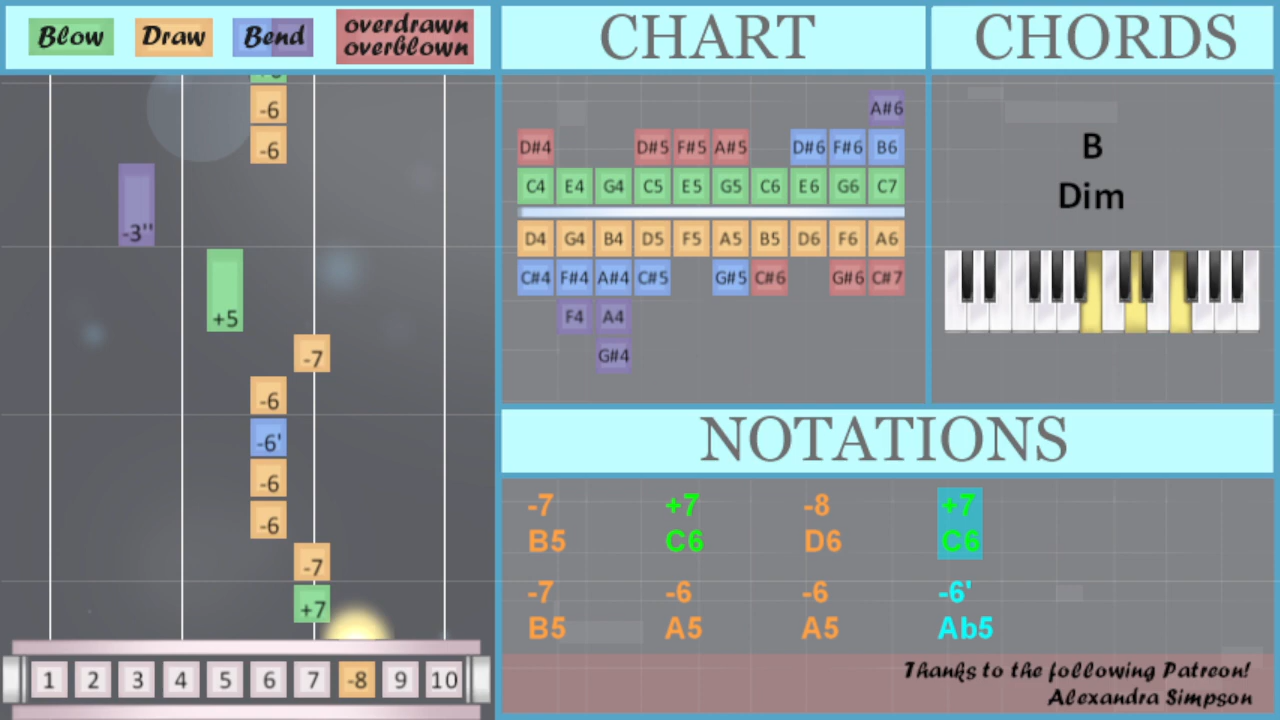 Blow Draw Bend overdrawn
overblown
CHART CHORDS
-6
-6
-3''
+5
-7
-6
-6'
-6
-6
-7
+7
1 2 3 4 5 6 7 -8 9 10
A#6
D#4 D#5 F#5 A#5 D#6 F#6 B6
C4 E4 G4 C5 E5 G5 C6 E6 G6 C7
D4 G4 B4 D5 F5 A5 B5 D6 F6 A6
C#4 F#4 A#4 C#5 G#5 C#6 G#6 C#7
F4 A4
G#4
B
Dim
NOTATIONS
-7 +7 -8 +7
B5 C6 D6 C6
-7 -6 -6 -6'
B5 A5 A5 Ab5
Thanks to the following Patreon!
Alexandra Simpson